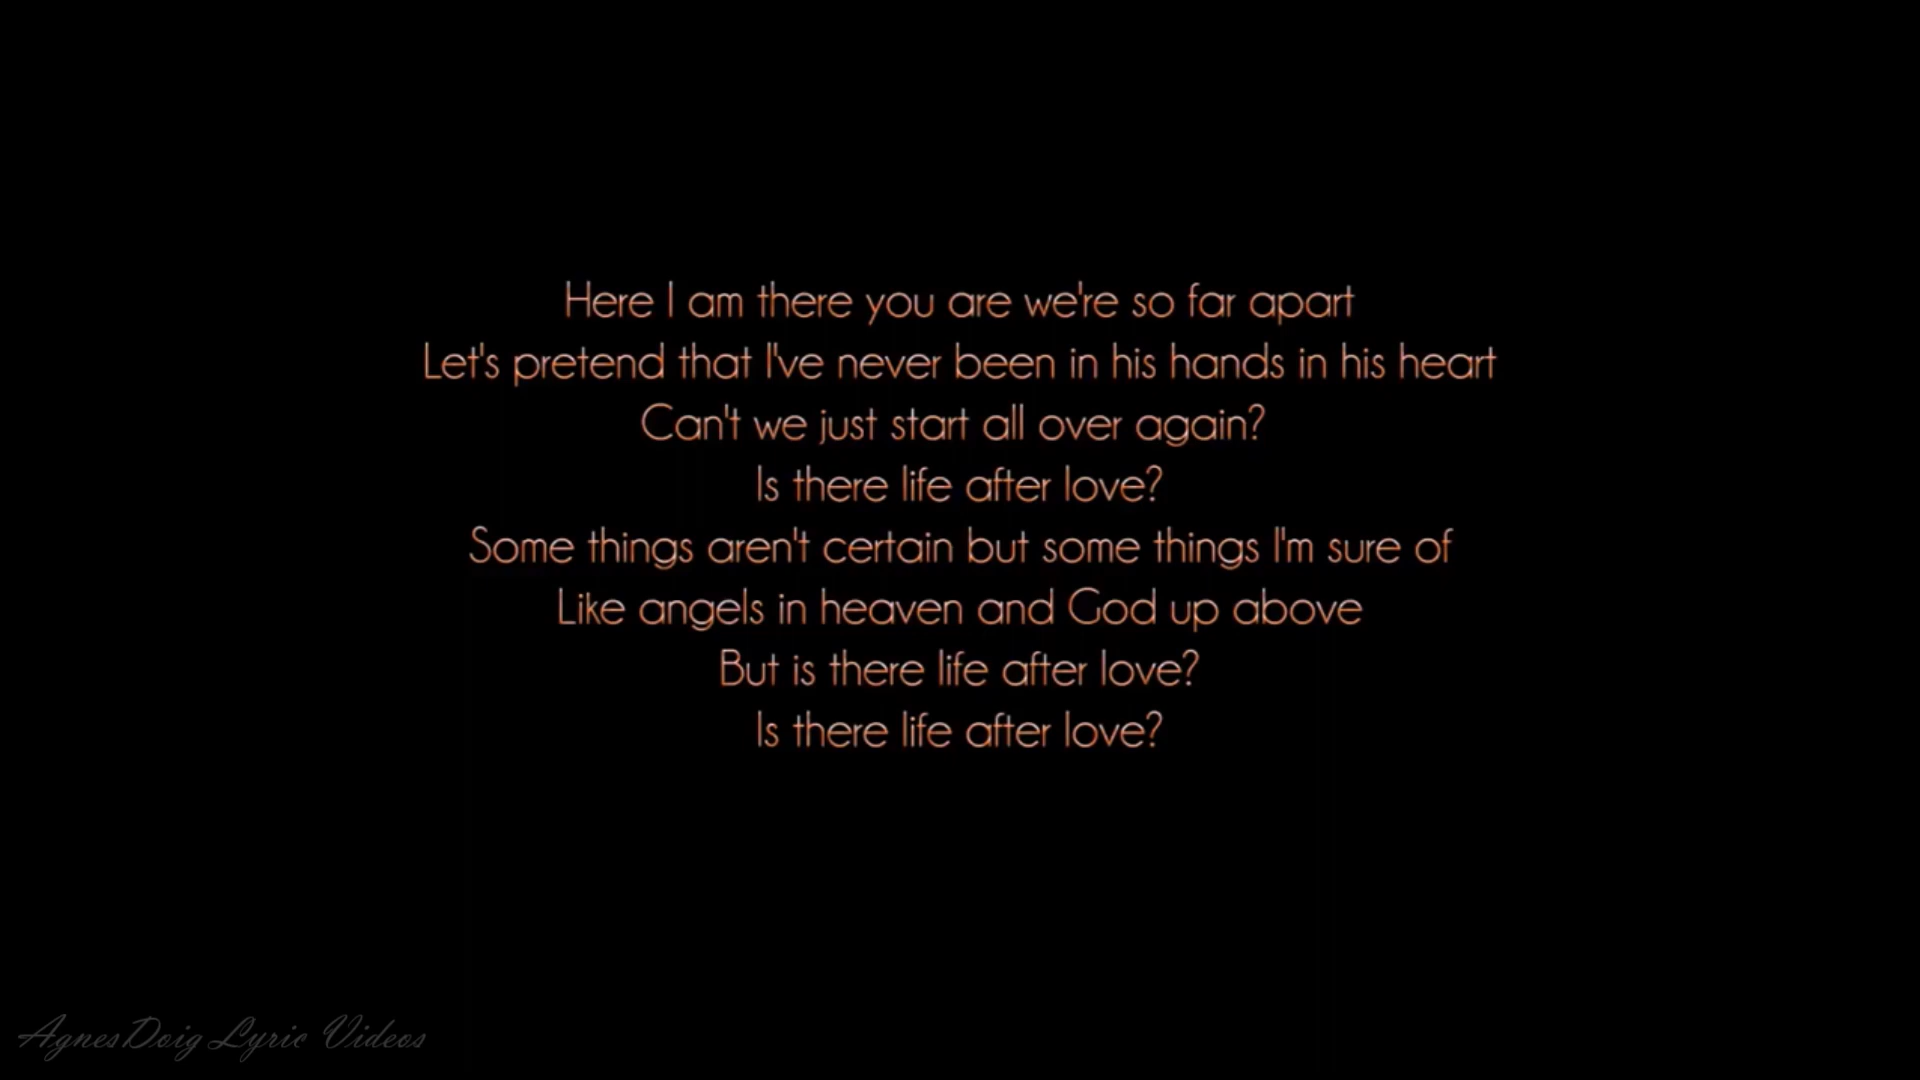 Here I am there you are we're so far apart
Let's pretend that I've never been in his hands in his heart
Can't we just start all over again?
Is there life after love?
Some things aren't certain but some things I'm sure of
Like angels in heaven and God up above
But is there life after love?
Is there life after love?
AgnesDoig Lyric Videos